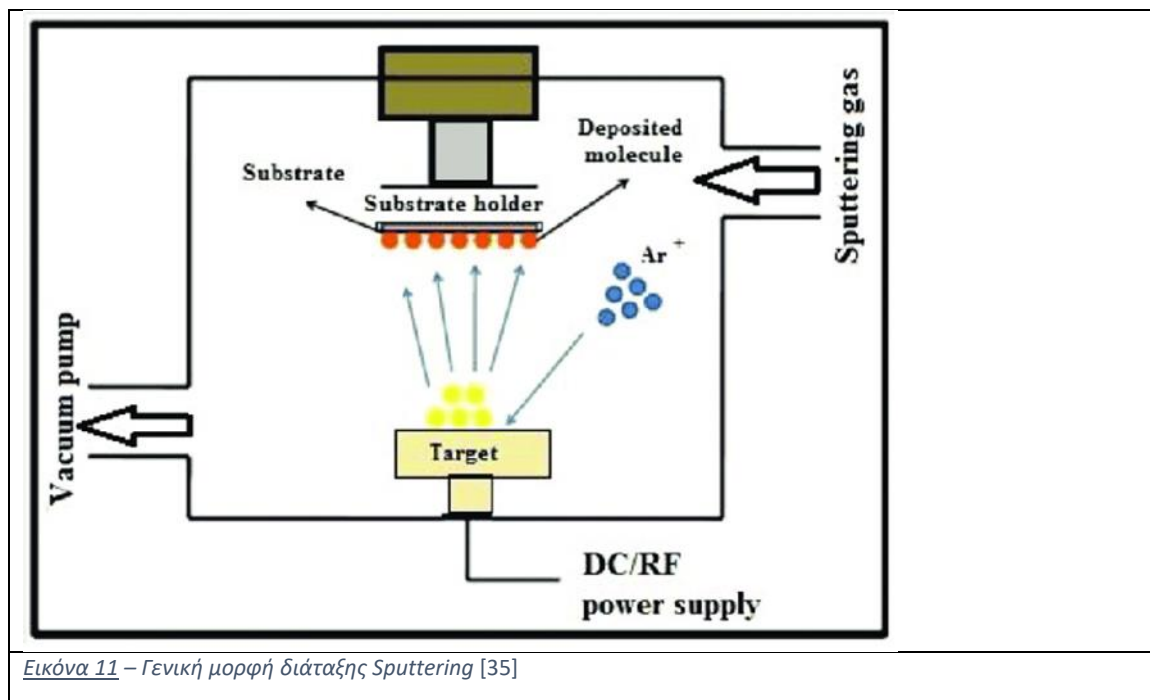 Deposited
molecule
Sputtering gas
Substrate
Substrate holder
Ar +
Vacuum pump
Target
DC/RF
power supply
Εικόνα 11 – Γενική μορφή διάταξης Sputtering [35]